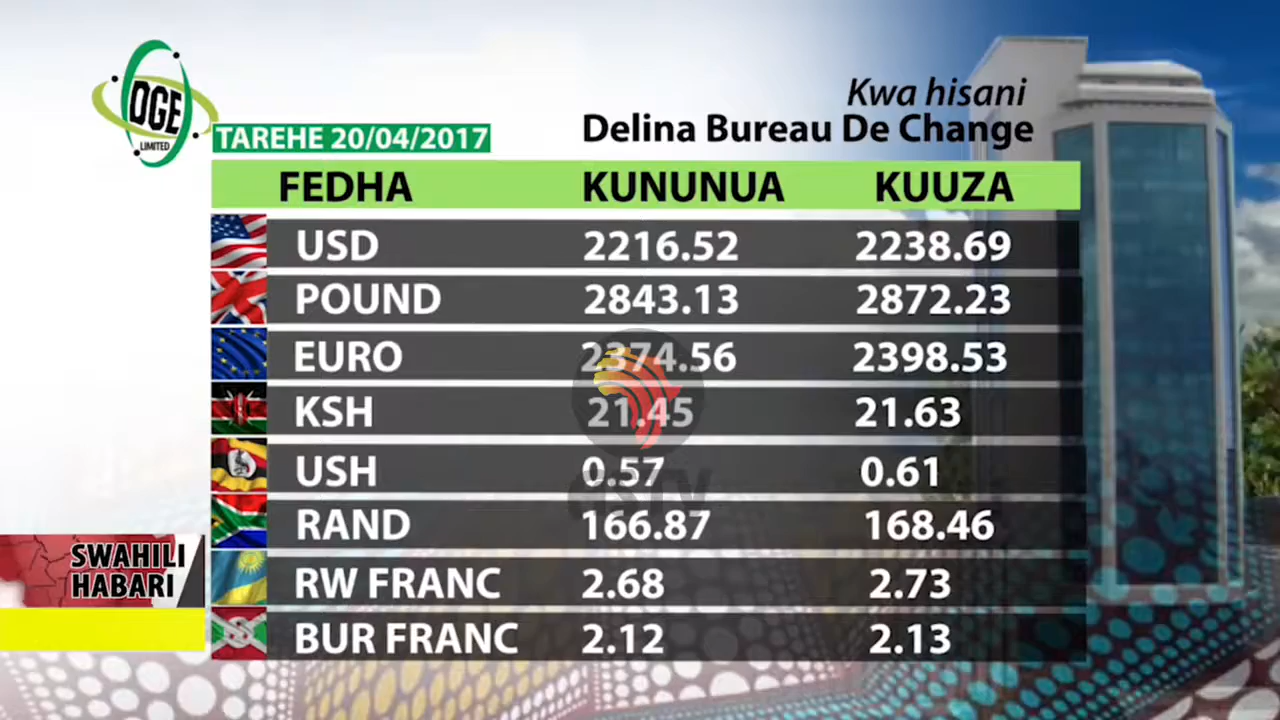 DGE
LIMITED
TAREHE 20/04/2017
Kwa hisani
Delina Bureau De Change
FEDHA KUNUNUA KUUZA
USD 2216.52 2238.69
POUND 2843.13 2872.23
EURO 2374.56 2398.53
KSH 21.45 21.63
USH 0.57 0.61
RAND 166.87 168.46
RW FRANC 2.68 2.73
BUR FRANC 2.12 2.13
SWAHILI
HABARI